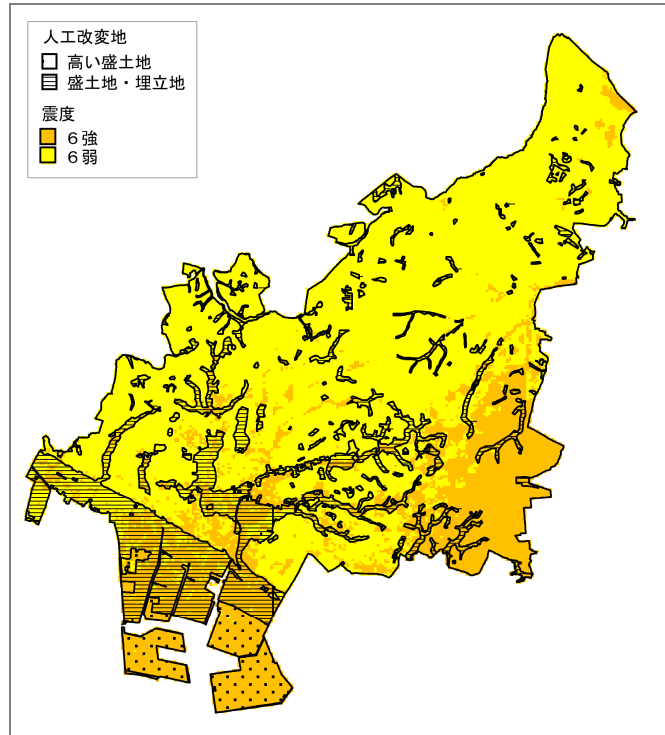 人工改変地
高い盛土地
盛土地・埋立地
震度
６強
６弱